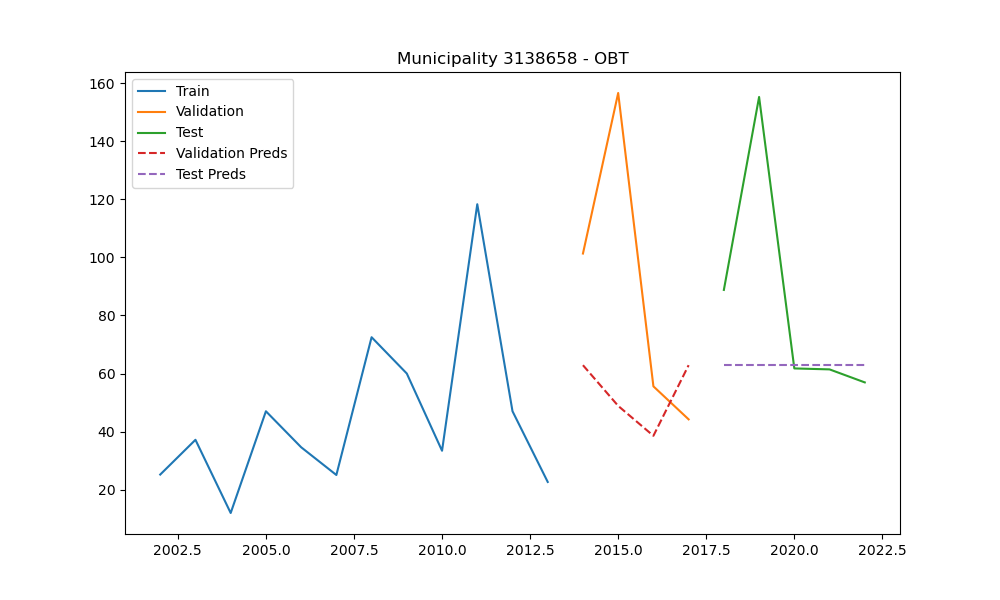 Municipality 3138658 - OBT
Train
Validation
Test
Validation Preds
Test Preds
160
140
120
100
80
60
40
20
2002.5 2005.0 2007.5 2010.0 2012.5 2015.0 2017.5 2020.0 2022.5